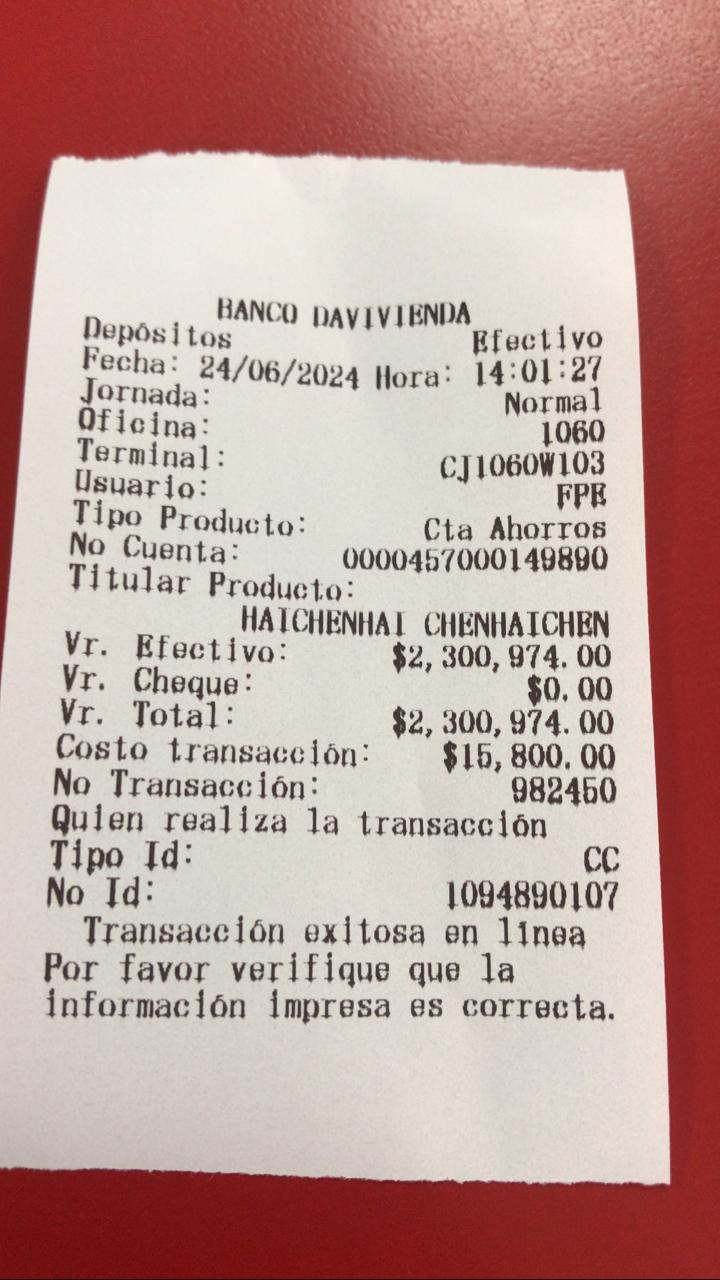 BANCO DAVIVIENDA
Depósitos Efectivo
Fecha: 24/06/2024 Hora: 14:01:27
Jornada: Normal
Oficina: 1060
Terminal: CJ1060W103
Usuario: FPE
Tipo Producto: Cta Ahorros
No Cuenta: 0000457000149890
Titular Producto:
HAICHENHAI CHENHAICHEN
Vr. Efectivo: $2,300,974.00
Vr. Cheque: $0.00
Vr. Total: $2,300,974.00
Costo transacción: $15,800.00
No Transacción: 982450
Quien realiza la transacción
Tipo Id: CC
No Id: 1094890107
Transacción exitosa en línea
Por favor verifique que la
información impresa es correcta.